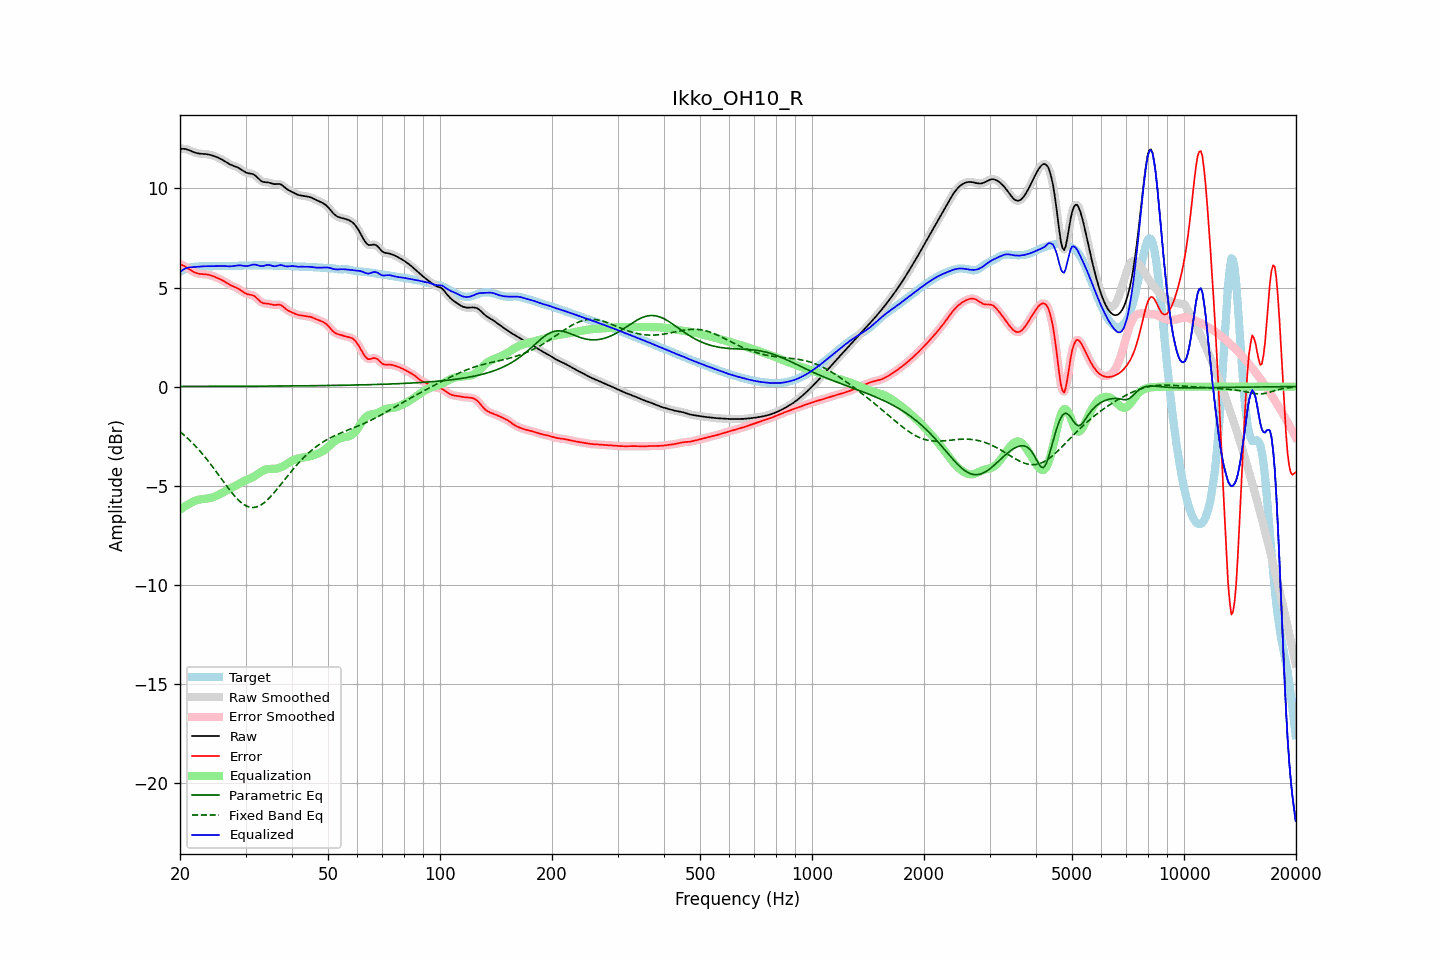 Ikko_OH10_R
Amplitude (dBr)
10
5
0
−5
−10
−15
−20
Target
Raw Smoothed
Error Smoothed
Raw
Error
Equalization
Parametric Eq
Fixed Band Eq
Equalized
20 50 100 200 500 1000 2000 5000 10000 20000
Frequency (Hz)